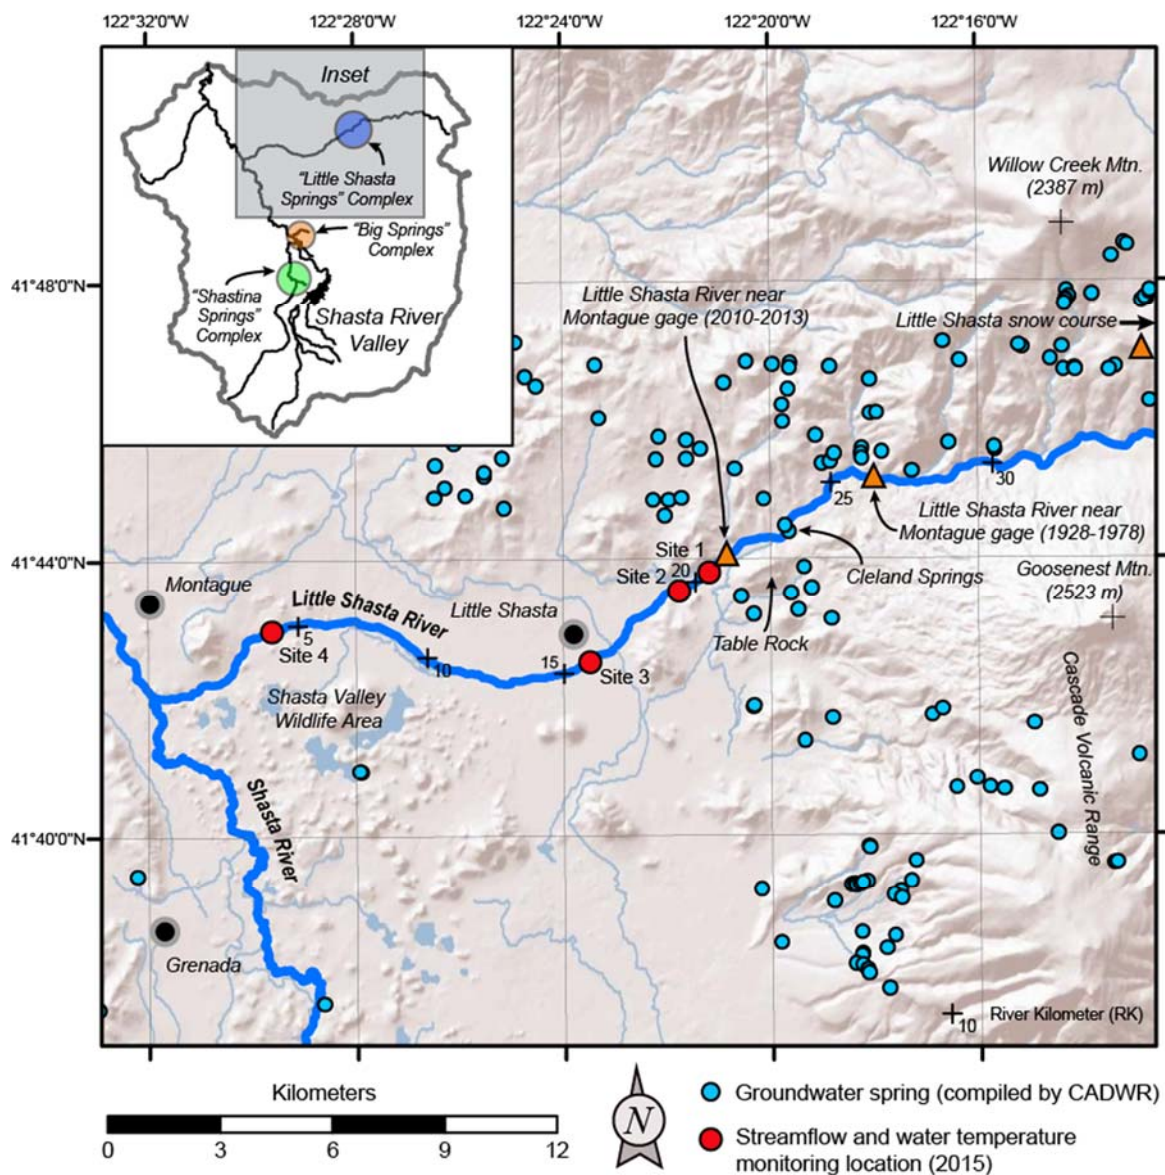 122°32'0"W
122°28'0"W
122°24'0"W
122°20'0"W
122°16'0"W
Inset
"Little Shasta
Springs" Complex
"Big Springs"
Complex
"Shastina
Springs"
Complex
Shasta River
Valley
Willow Creek Mtn.
(2387 m)
41°48'0"N
Little Shasta River near
Montague gage (2010-2013)
Little Shasta snow course
30
25
Little Shasta River near
Montague gage (1928-1978)
41°44'0"N
Site 1
Site 2
20
Cleland Springs
Goosenest Mtn.
(2523 m)
Montague
Little Shasta River
Little Shasta
Table Rock
5
Site 4
10
15
Site 3
Shasta Valley
Wildlife Area
Cascade Volcanic Range
Shasta River
41°40'0"N
Grenada
10
River Kilometer (RK)
Kilometers
0
3
6
9
12
N
Groundwater spring (compiled by CADWR)
Streamflow and water temperature
monitoring location (2015)